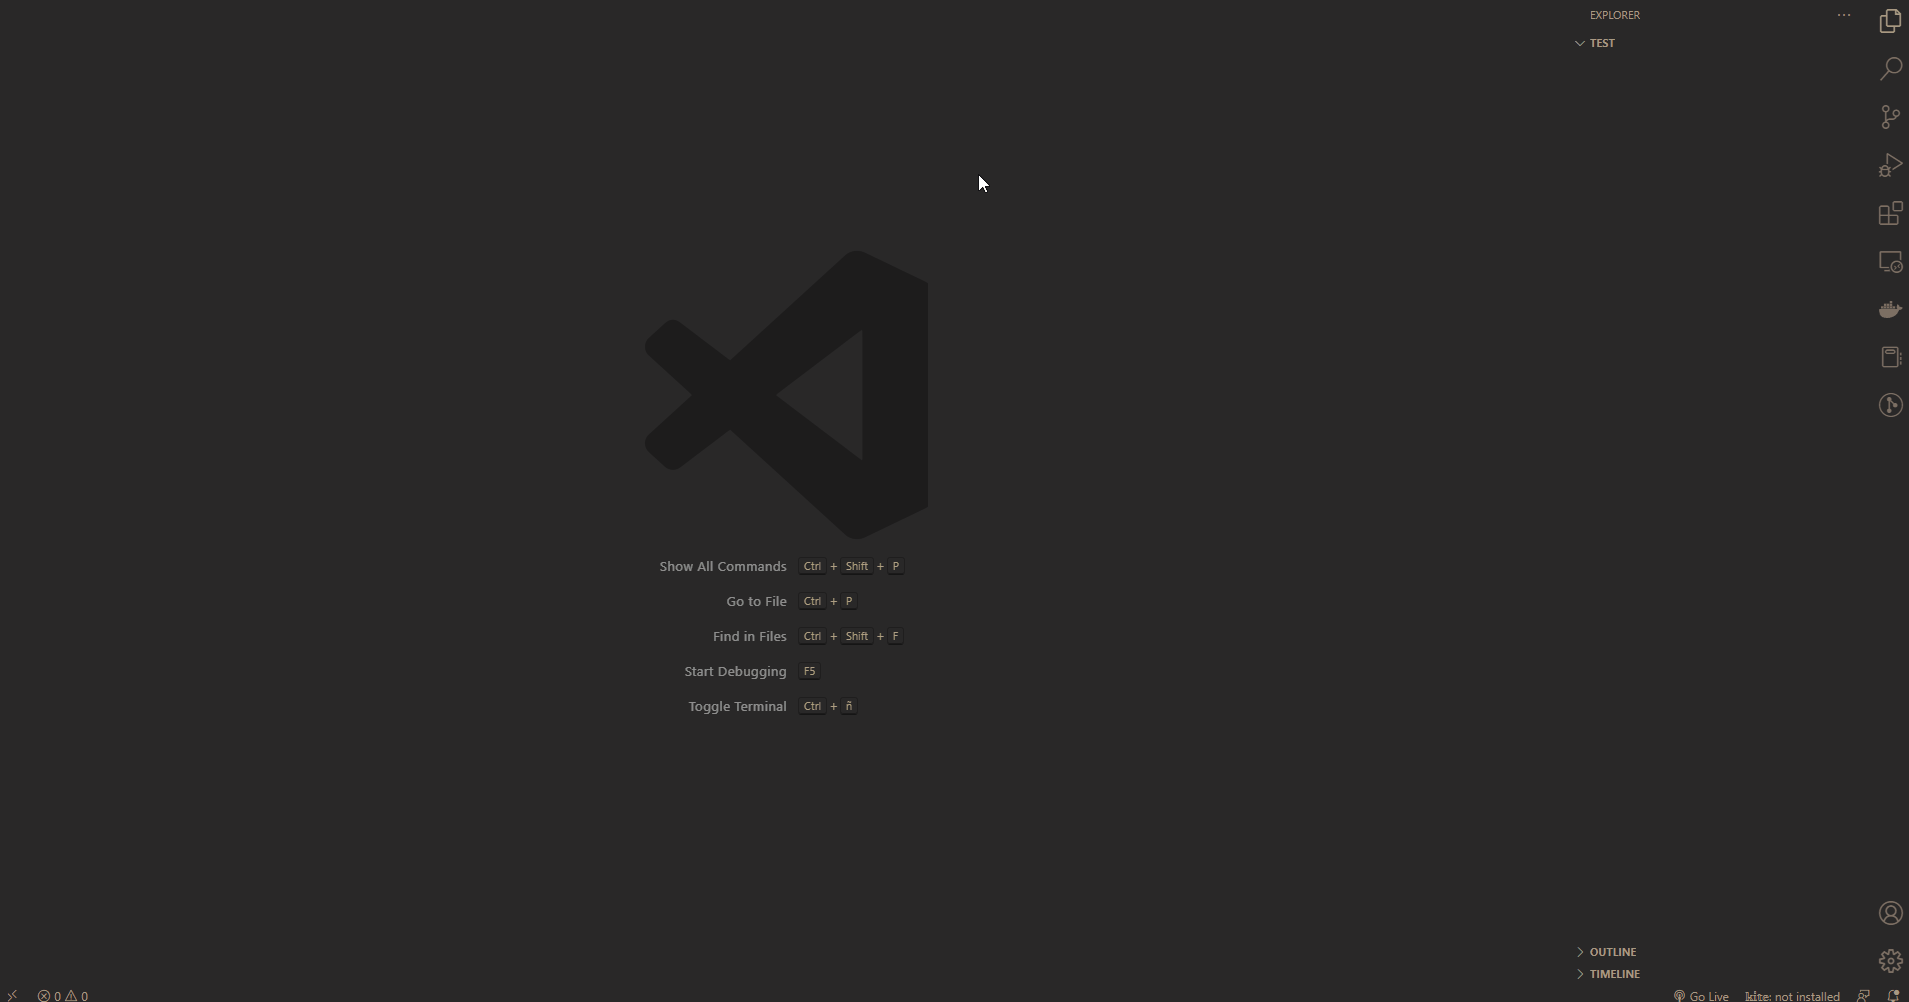 EXPLORER
TEST
Show All Commands Ctrl + Shift + P
Go to File Ctrl + P
Find in Files Ctrl + Shift + F
Start Debugging F5
Toggle Terminal Ctrl + ñ
OUTLINE
TIMELINE
0 0 Go Live kite: not installed